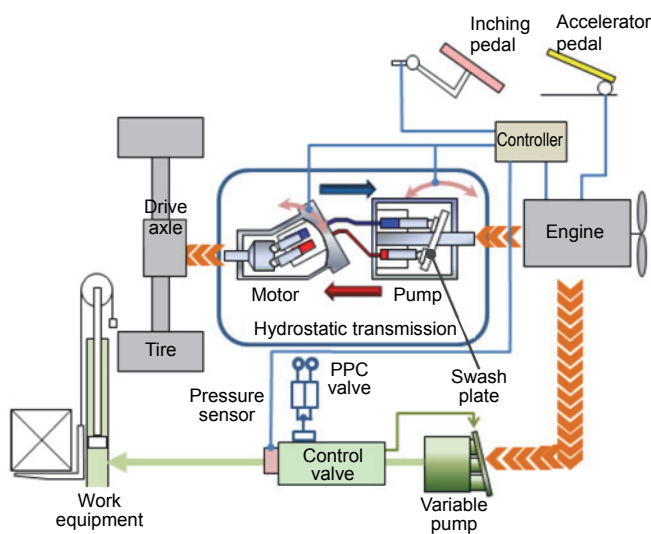 Inching
pedal
Accelerator
pedal
Controller
Drive
axle
Engine
Motor
Pump
Hydrostatic transmission
Tire
Swash
plate
PPC
valve
Pressure
sensor
Control
valve
Work
equipment
Variable
pump